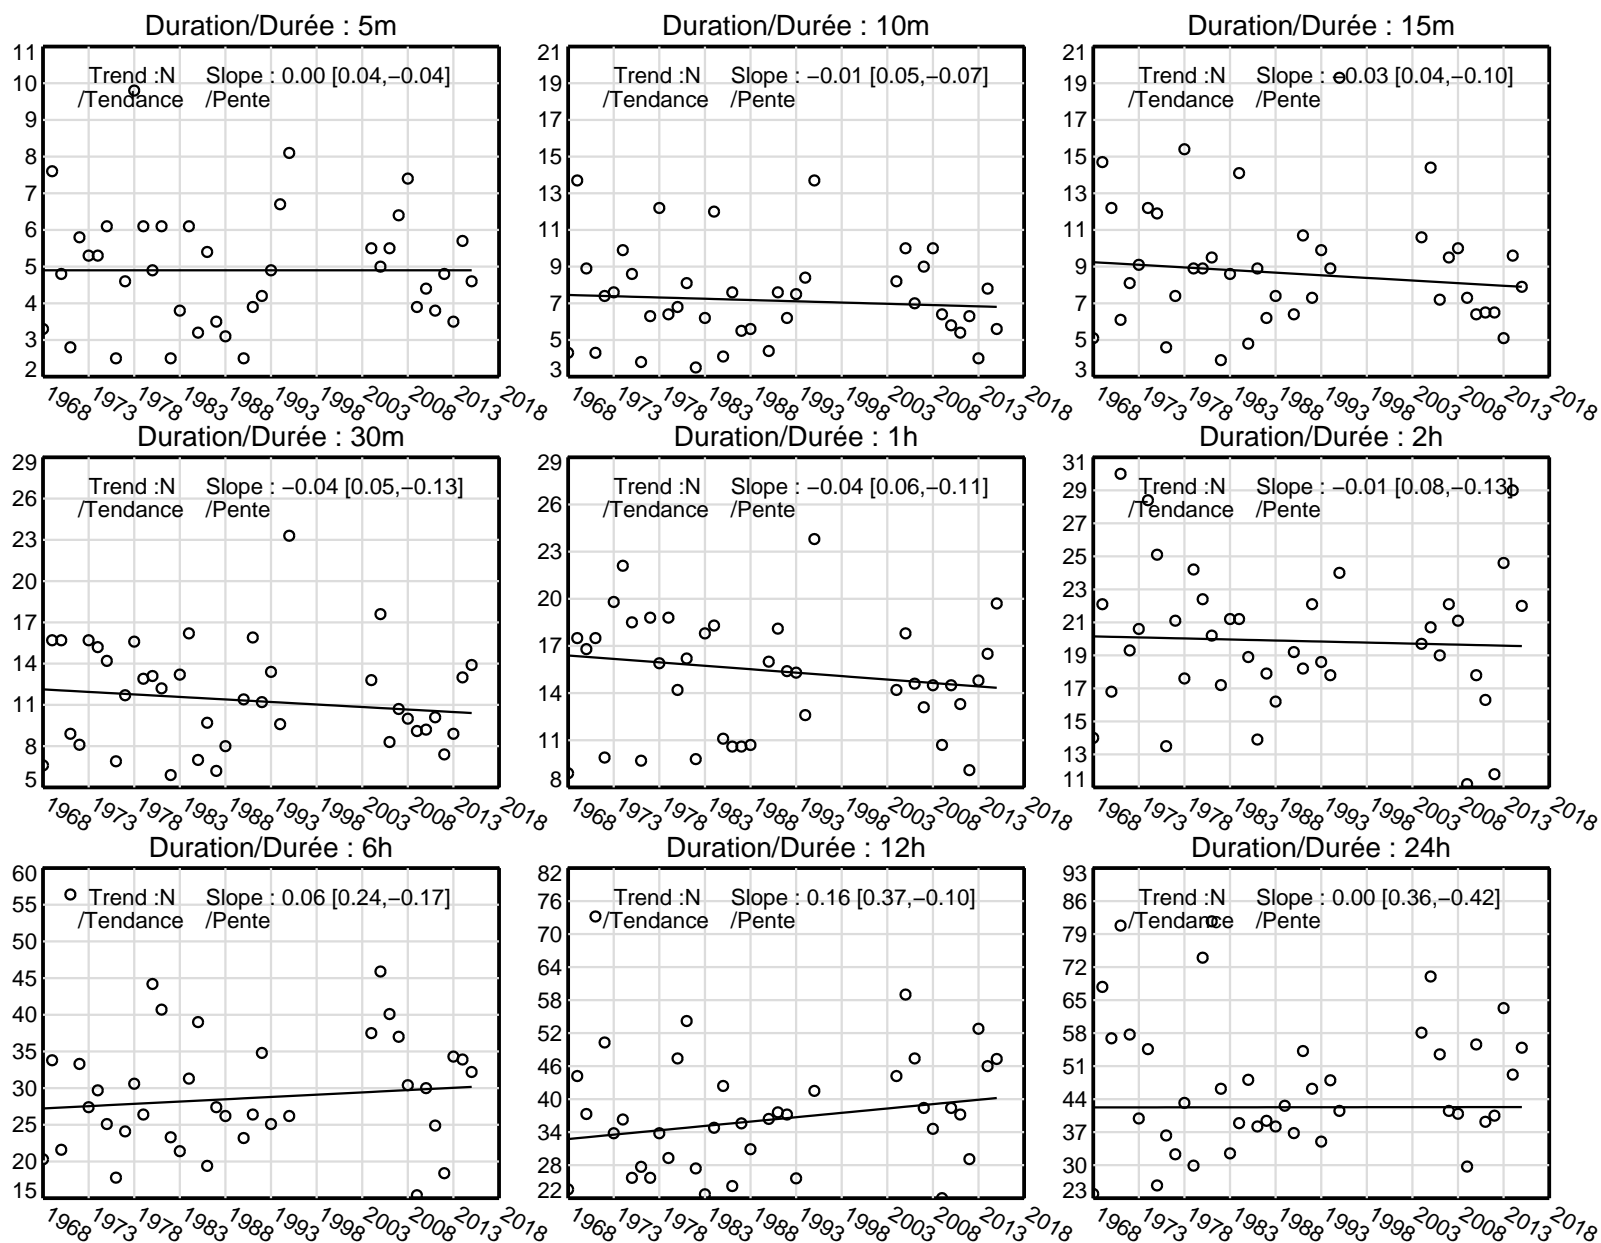 Duration/Durée : 5m
11
10
9
8
7
6
5
4
3
2
Trend :N Slope : 0.00 [0.04,−0.04]
/Tendance /Pente
1968 1973 1978 1983 1988 1993 1998 2003 2008 2013 2018
Duration/Durée : 10m
21
19
17
15
13
11
9
7
5
3
Trend :N Slope : −0.01 [0.05,−0.07]
/Tendance /Pente
1968 1973 1978 1983 1988 1993 1998 2003 2008 2013 2018
Duration/Durée : 15m
21
19
17
15
13
11
9
7
5
3
Trend :N Slope : −0.03 [0.04,−0.10]
/Tendance /Pente
1968 1973 1978 1983 1988 1993 1998 2003 2008 2013 2018
Duration/Durée : 30m
29
26
23
20
17
14
11
8
5
Trend :N Slope : −0.04 [0.05,−0.13]
/Tendance /Pente
1968 1973 1978 1983 1988 1993 1998 2003 2008 2013 2018
Duration/Durée : 1h
29
26
23
20
17
14
11
8
Trend :N Slope : −0.04 [0.06,−0.11]
/Tendance /Pente
1968 1973 1978 1983 1988 1993 1998 2003 2008 2013 2018
Duration/Durée : 2h
31
29
27
25
23
21
19
17
15
13
11
Trend :N Slope : −0.01 [0.08,−0.13]
/Tendance /Pente
1968 1973 1978 1983 1988 1993 1998 2003 2008 2013 2018
Duration/Durée : 6h
60
55
50
45
40
35
30
25
20
15
Trend :N Slope : 0.06 [0.24,−0.17]
/Tendance /Pente
1968 1973 1978 1983 1988 1993 1998 2003 2008 2013 2018
Duration/Durée : 12h
82
76
70
64
58
52
46
40
34
28
22
Trend :N Slope : 0.16 [0.37,−0.10]
/Tendance /Pente
1968 1973 1978 1983 1988 1993 1998 2003 2008 2013 2018
Duration/Durée : 24h
93
86
79
72
65
58
51
44
37
30
23
Trend :N Slope : 0.00 [0.36,−0.42]
/Tendance /Pente
1968 1973 1978 1983 1988 1993 1998 2003 2008 2013 2018